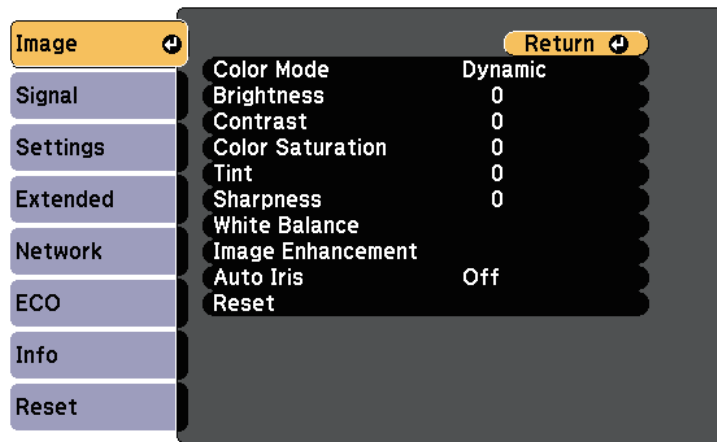 Image
Signal
Settings
Extended
Network
ECO
Info
Reset
Return
Color Mode Dynamic
Brightness 0
Contrast 0
Color Saturation 0
Tint 0
Sharpness 0
White Balance
Image Enhancement
Auto Iris Off
Reset